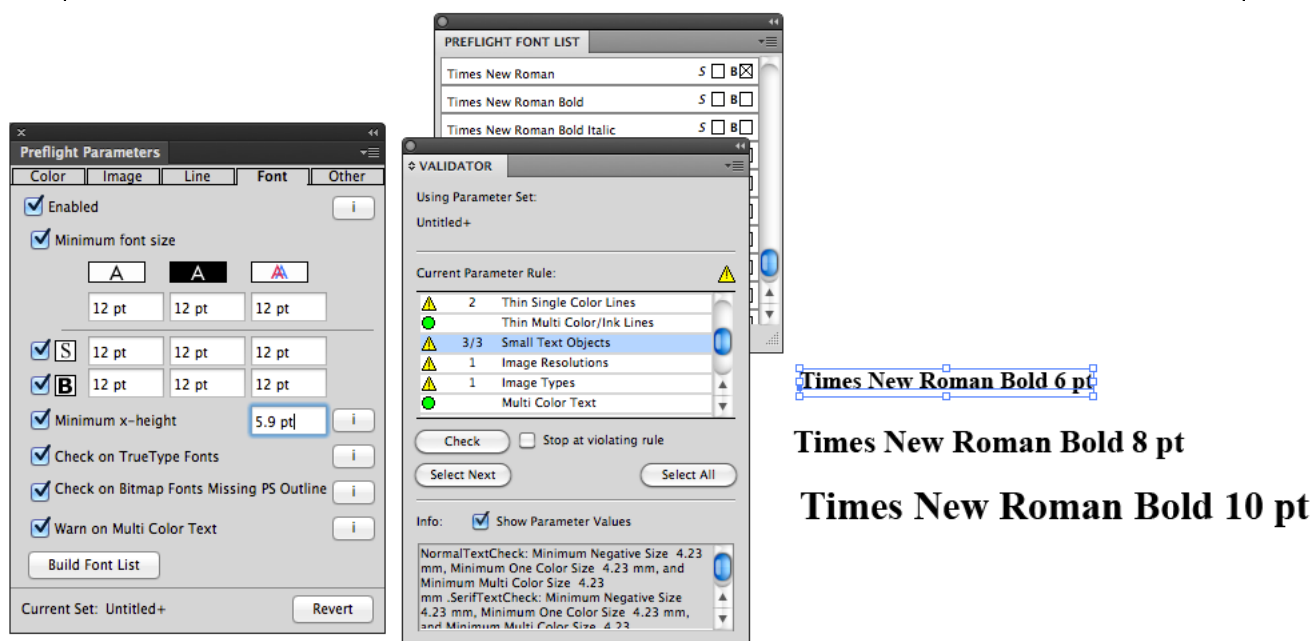 PREFLIGHT FONT LIST
Times New Roman S B
Times New Roman Bold S B
Times New Roman Bold Italic S B
Preflight Parameters
Color Image Line Font Other
Enabled i
Minimum font size
A A AA
12 pt 12 pt 12 pt
S 12 pt 12 pt 12 pt
B 12 pt 12 pt 12 pt
Minimum x-height 5.9 pt i
Check on TrueType Fonts i
Check on Bitmap Fonts Missing PS Outline i
Warn on Multi Color Text i
Build Font List
Current Set: Untitled+ Revert
VALIDATOR
Using Parameter Set:
Untitled+
Current Parameter Rule:
2 Thin Single Color Lines
Thin Multi Color/Ink Lines
3/3 Small Text Objects
1 Image Resolutions
1 Image Types
Multi Color Text
Check Stop at violating rule
Select Next Select All
Info: Show Parameter Values
NormalTextCheck: Minimum Negative Size 4.23
mm, Minimum One Color Size 4.23 mm, and
Minimum Multi Color Size 4.23
mm .SerifTextCheck: Minimum Negative Size
4.23 mm, Minimum One Color Size 4.23 mm,
and Minimum Multi Color Size 4.23
Times New Roman Bold 6 pt
Times New Roman Bold 8 pt
Times New Roman Bold 10 pt